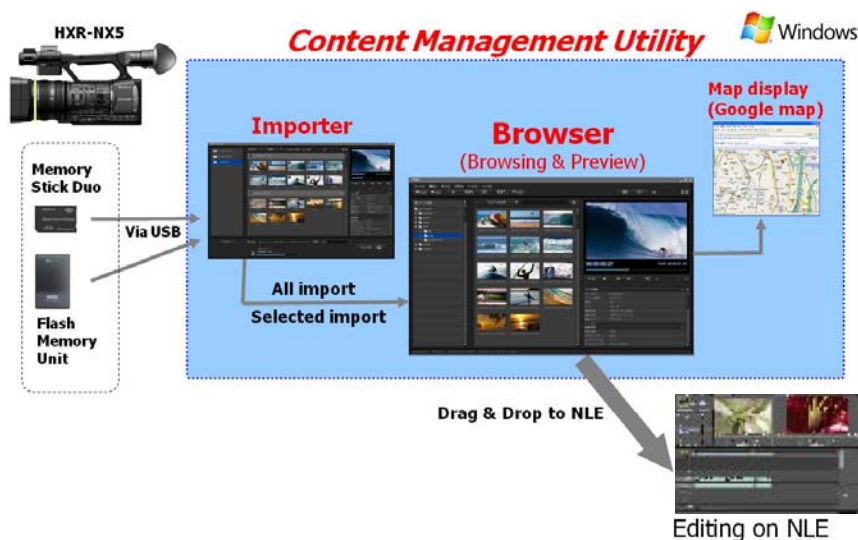 HXR-NX5
Content Management Utility
Windows
Importer
Browser
(Browsing & Preview)
Map display
(Google map)
Memory
Stick Duo
Via USB
Flash
Memory
Unit
All import
Selected import
Drag & Drop to NLE
Editing on NLE